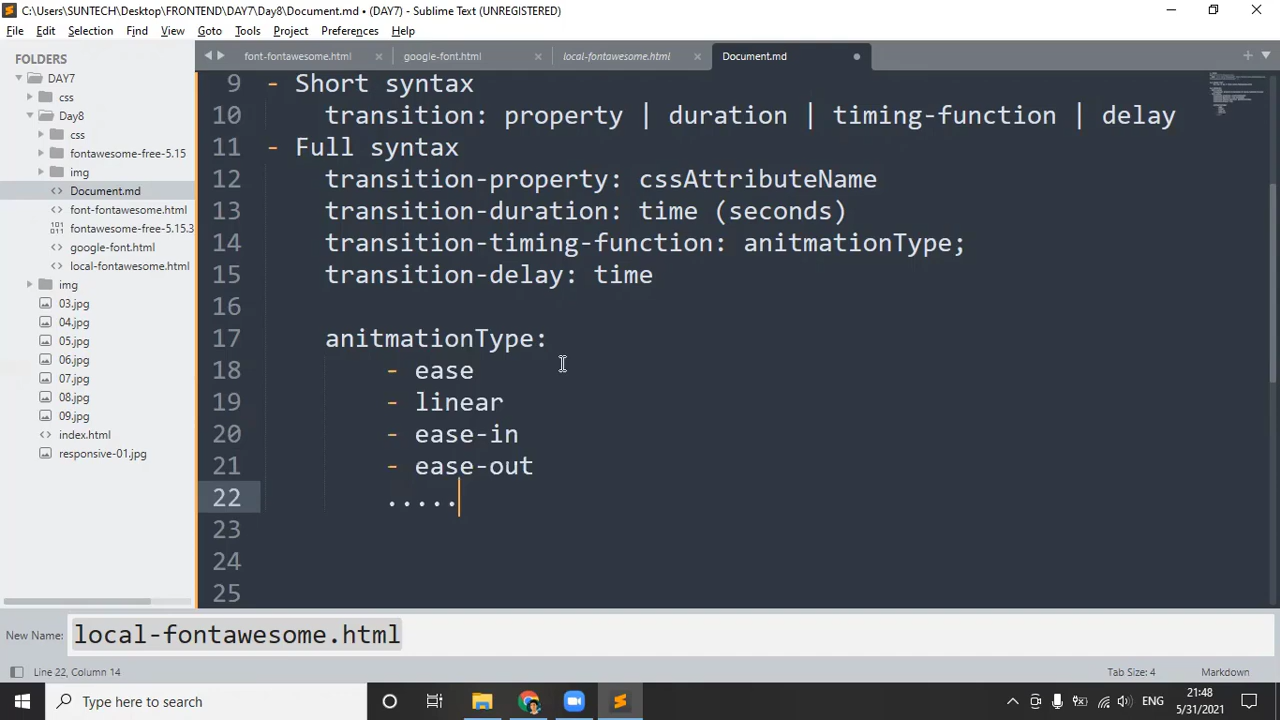 C:\Users\SUNTECH\Desktop\FRONTEND\DAY7\Day8\Document.md • (DAY7) - Sublime Text (UNREGISTERED)
File Edit Selection Find View Goto Tools Project Preferences Help
FOLDERS
DAY7
css
Day8
css
fontawesome-free-5.15
img
Document.md
font-fontawesome.html
fontawesome-free-5.15.3
google-font.html
local-fontawesome.html
img
03.jpg
04.jpg
05.jpg
06.jpg
07.jpg
08.jpg
09.jpg
index.html
responsive-01.jpg
font-fontawesome.html google-font.html local-fontawesome.html Document.md
9 - Short syntax
10 transition: property | duration | timing-function | delay
11 - Full syntax
12 transition-property: cssAttributeName
13 transition-duration: time (seconds)
14 transition-timing-function: anitmationType;
15 transition-delay: time
16
17 anitmationType:
18 - ease
19 - linear
20 - ease-in
21 - ease-out
22 .....
23
24
25
New Name: local-fontawesome.html
Line 22, Column 14 Tab Size: 4 Markdown
Type here to search ENG 21:48
5/31/2021